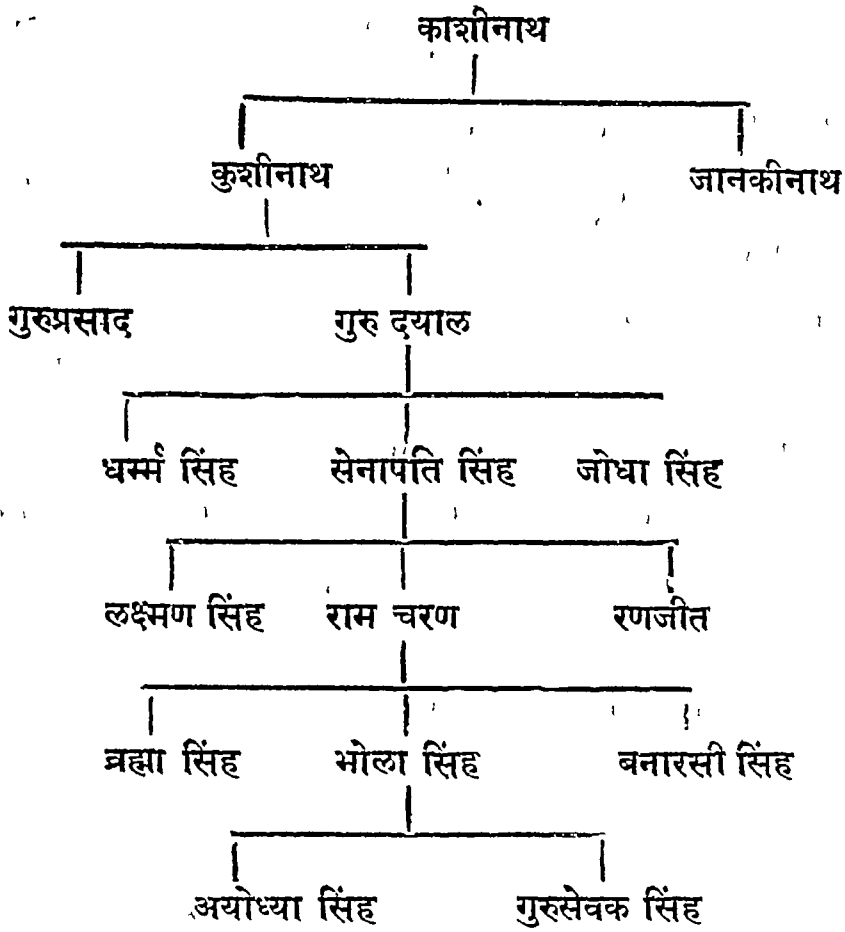 काशीनाथ
कुशीनाथ जानकीनाथ
गुरुप्रसाद गुरु दयाल
धर्म्म सिंह सेनापति सिंह जोधा सिंह
लक्ष्मण सिंह राम चरण रणजीत
व्रह्मा सिंह भोला सिंह बनारसी सिंह
अयोध्या सिंह गुरुसेवक सिंह